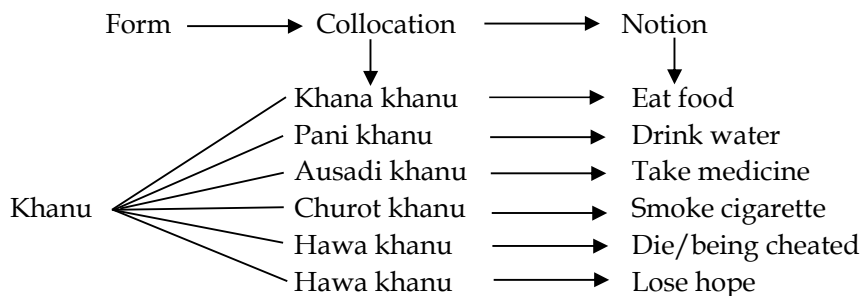 Form Collocation Notion
Khana khanu Eat food
Pani khanu Drink water
Ausadi khanu Take medicine
Khanu Churot khanu Smoke cigarette
Hawa khanu Die/being cheated
Hawa khanu Lose hope